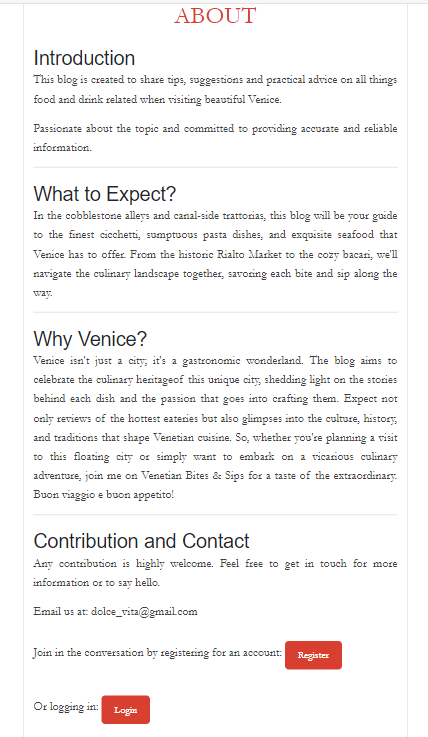 ABOUT
Introduction
This blog is created to share tips, suggestions and practical advice on all things
food and drink related when visiting beautiful Venice.
Passionate about the topic and committed to providing accurate and reliable
information.
What to Expect?
In the cobblestone alleys and canal-side trattorias, this blog will be your guide
to the finest cicchetti, sumptuous pasta dishes, and exquisite seafood that
Venice has to offer. From the historic Rialto Market to the cozy bacari, we'll
navigate the culinary landscape together, savoring each bite and sip along the
way.
Why Venice?
Venice isn't just a city; it's a gastronomic wonderland. The blog aims to
celebrate the culinary heritageof this unique city, shedding light on the stories
behind each dish and the passion that goes into crafting them. Expect not
only reviews of the hottest eateries but also glimpses into the culture, history,
and traditions that shape Venetian cuisine. So, whether you're planning a visit
to this floating city or simply want to embark on a vicarious culinary
adventure, join me on Venetian Bites & Sips for a taste of the extraordinary.
Buon viaggio e buon appetito!
Contribution and Contact
Any contribution is highly welcome. Feel free to get in touch for more
information or to say hello.
Email us at: dolce_vita@gmail.com
Join in the conversation by registering for an account: Register
Or logging in: Login